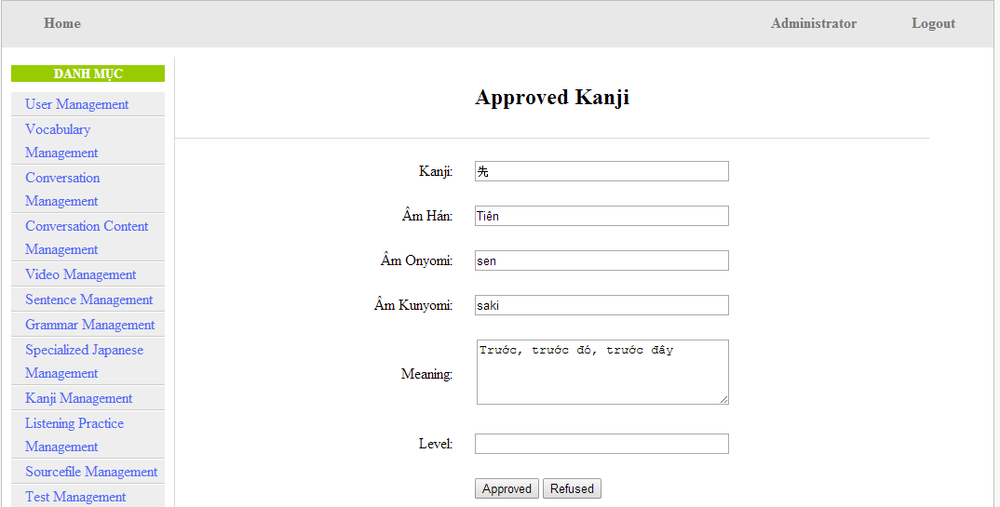 Home Administrator Logout
DANH MỤC
User Management
Vocabulary
Management
Conversation
Management
Conversation Content
Management
Video Management
Sentence Management
Grammar Management
Specialized Japanese
Management
Kanji Management
Listening Practice
Management
Sourcefile Management
Test Management
Approved Kanji
Kanji: 先
Âm Hán: Tiên
Âm Onyomi: sen
Âm Kunyomi: saki
Meaning: Trước, trước đó, trước đây
Level:
Approved Refused